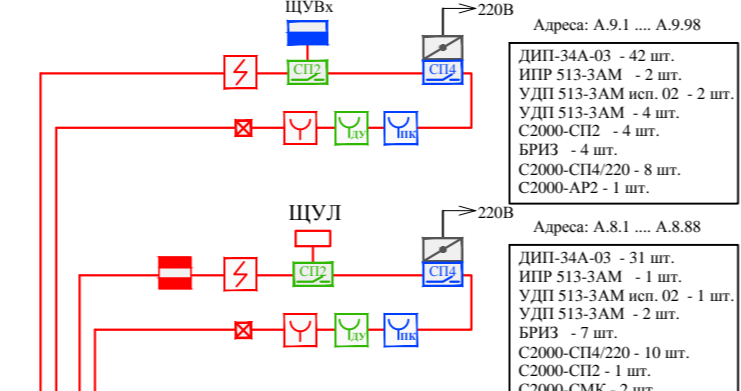 ЩУВх
220В
Адреса: А.9.1 .... А.9.98
СП2
СП4
ДУ
ПК
ДИП-34А-03 - 42 шт.
ИПР 513-3АМ - 2 шт.
УДП 513-3АМ исп. 02 - 2 шт.
УДП 513-3АМ - 4 шт.
С2000-СП2 - 4 шт.
БРИЗ - 4 шт.
С2000-СП4/220 - 8 шт.
С2000-АР2 - 1 шт.
ЩУЛ
220В
Адреса: А.8.1 .... А.8.88
СП2
СП4
ДУ
ПК
ДИП-34А-03 - 31 шт.
ИПР 513-3АМ - 1 шт.
УДП 513-3АМ исп. 02 - 1 шт.
УДП 513-3АМ - 2 шт.
БРИЗ - 7 шт.
С2000-СП4/220 - 10 шт.
С2000-СП2 - 1 шт.
С2000-СМК - 2 шт.